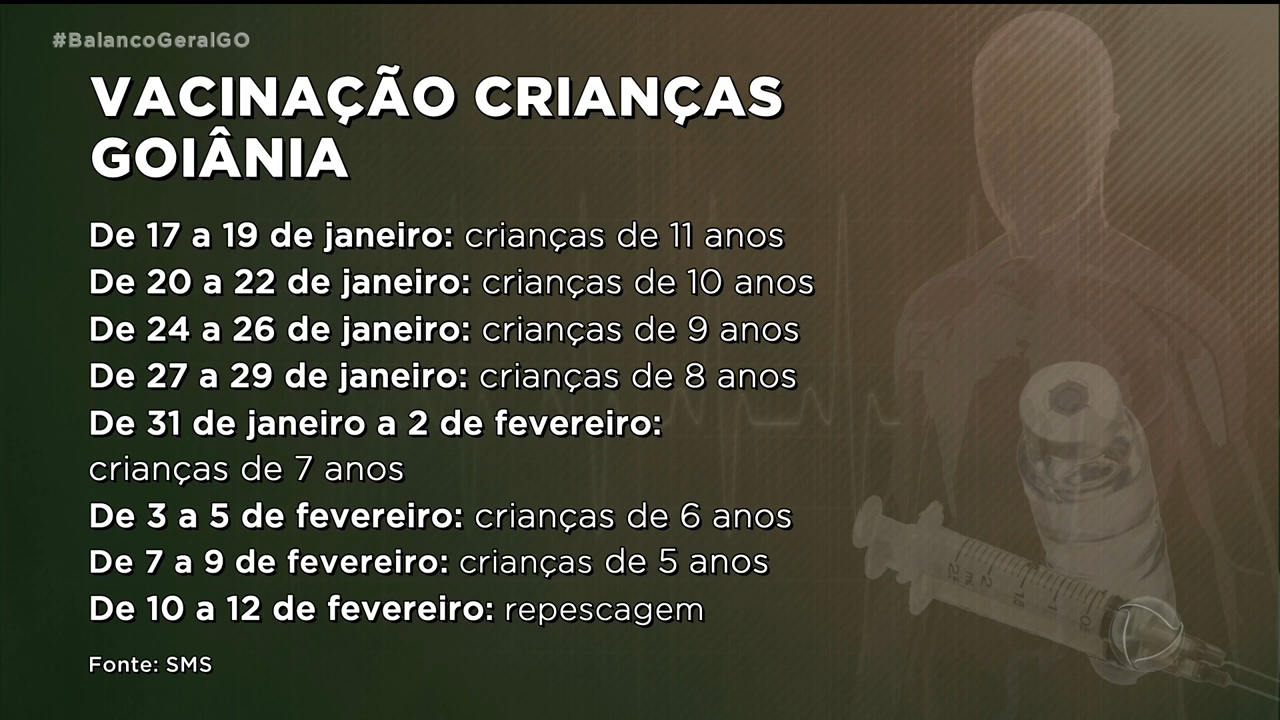 #BalancoGeralGO
VACINAÇÃO CRIANÇAS
GOIÂNIA
De 17 a 19 de janeiro: crianças de 11 anos
De 20 a 22 de janeiro: crianças de 10 anos
De 24 a 26 de janeiro: crianças de 9 anos
De 27 a 29 de janeiro: crianças de 8 anos
De 31 de janeiro a 2 de fevereiro:
crianças de 7 anos
De 3 a 5 de fevereiro: crianças de 6 anos
De 7 a 9 de fevereiro: crianças de 5 anos
De 10 a 12 de fevereiro: repescagem
Fonte: SMS